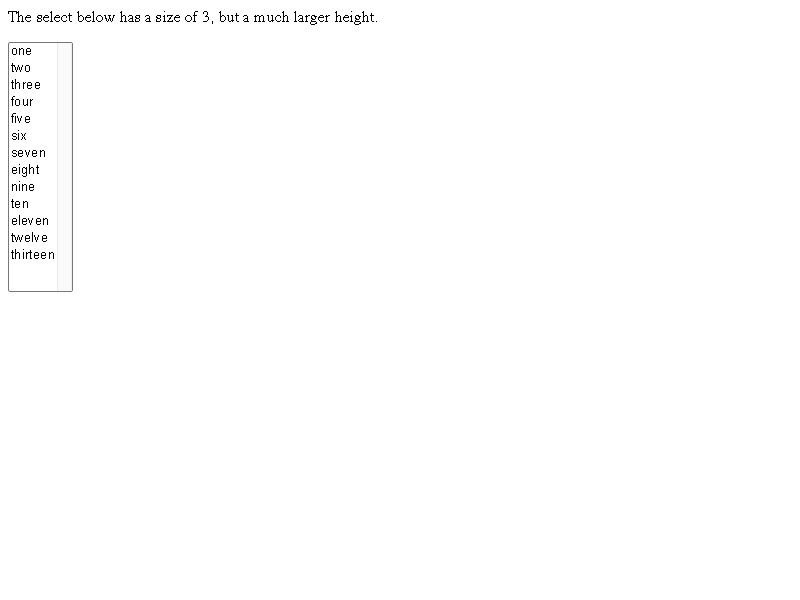 The select below has a size of 3, but a much larger height.
one
two
three
four
five
six
seven
eight
nine
ten
eleven
twelve
thirteen